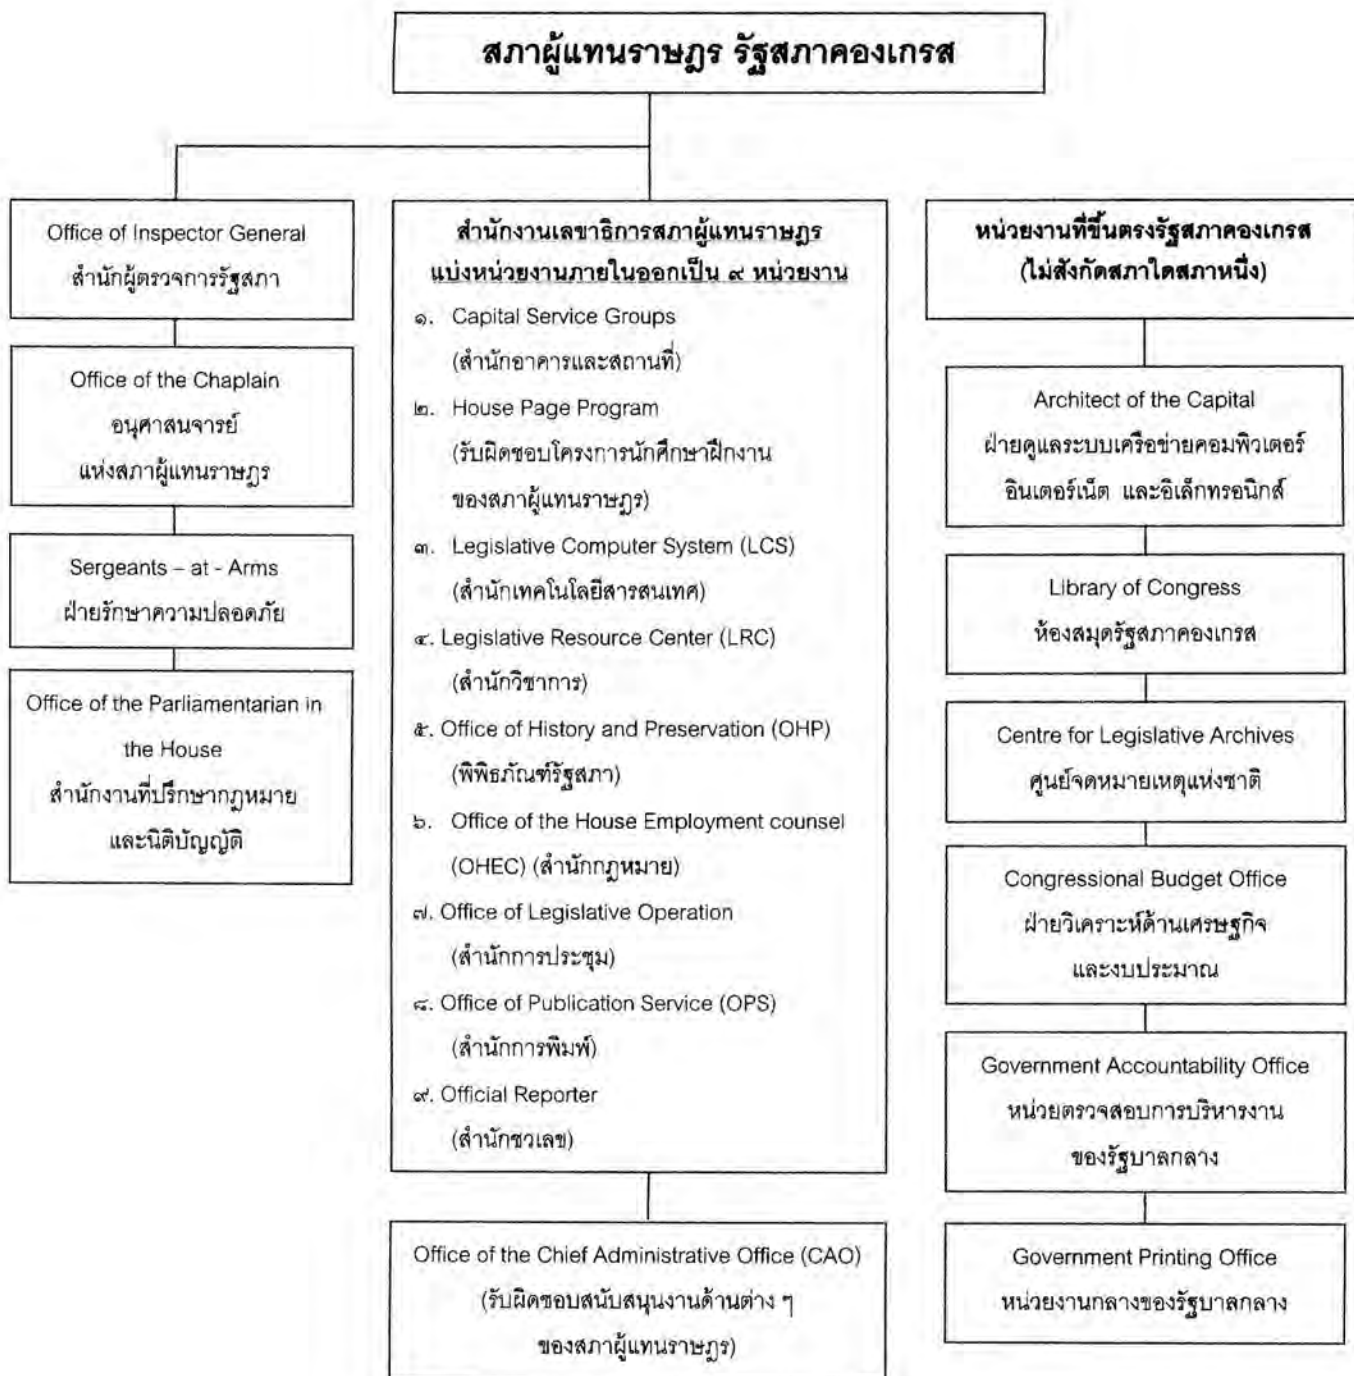 สภาผู้แทนราษฎร รัฐสภาคองเกรส
Office of Inspector General
สำนักผู้ตรวจการรัฐสภา
Office of the Chaplain
อนุศาสนจารย์
แห่งสภาผู้แทนราษฎร
Sergeants – at - Arms
ฝ่ายรักษาความปลอดภัย
Office of the Parliamentarian in
the House
สำนักงานที่ปรึกษากฎหมาย
และนิติบัญญัติ
สำนักงานเลขาธิการสภาผู้แทนราษฎร
แบ่งหน่วยงานภายในออกเป็น ๙ หน่วยงาน
๑. Capital Service Groups
(สำนักอาคารและสถานที่)
๒. House Page Program
(รับผิดชอบโครงการนักศึกษาฝึกงาน
ของสภาผู้แทนราษฎร)
๓. Legislative Computer System (LCS)
(สำนักเทคโนโลยีสารสนเทศ)
๔. Legislative Resource Center (LRC)
(สำนักวิชาการ)
๕. Office of History and Preservation (OHP)
(พิพิธภัณฑ์รัฐสภา)
๖. Office of the House Employment counsel
(OHEC) (สำนักกฎหมาย)
๗. Office of Legislative Operation
(สำนักการประชุม)
๘. Office of Publication Service (OPS)
(สำนักการพิมพ์)
๙. Official Reporter
(สำนักชวเลข)
Office of the Chief Administrative Office (CAO)
(รับผิดชอบสนับสนุนงานด้านต่าง ๆ
ของสภาผู้แทนราษฎร)
หน่วยงานที่ขึ้นตรงรัฐสภาคองเกรส
(ไม่สังกัดสภาใดสภาหนึ่ง)
Architect of the Capital
ฝ่ายดูแลระบบเครือข่ายคอมพิวเตอร์
อินเตอร์เน็ต และอิเล็กทรอนิกส์
Library of Congress
ห้องสมุดรัฐสภาคองเกรส
Centre for Legislative Archives
ศูนย์จดหมายเหตุแห่งชาติ
Congressional Budget Office
ฝ่ายวิเคราะห์ด้านเศรษฐกิจ
และงบประมาณ
Government Accountability Office
หน่วยตรวจสอบการบริหารงาน
ของรัฐบาลกลาง
Government Printing Office
หน่วยงานกลางของรัฐบาลกลาง